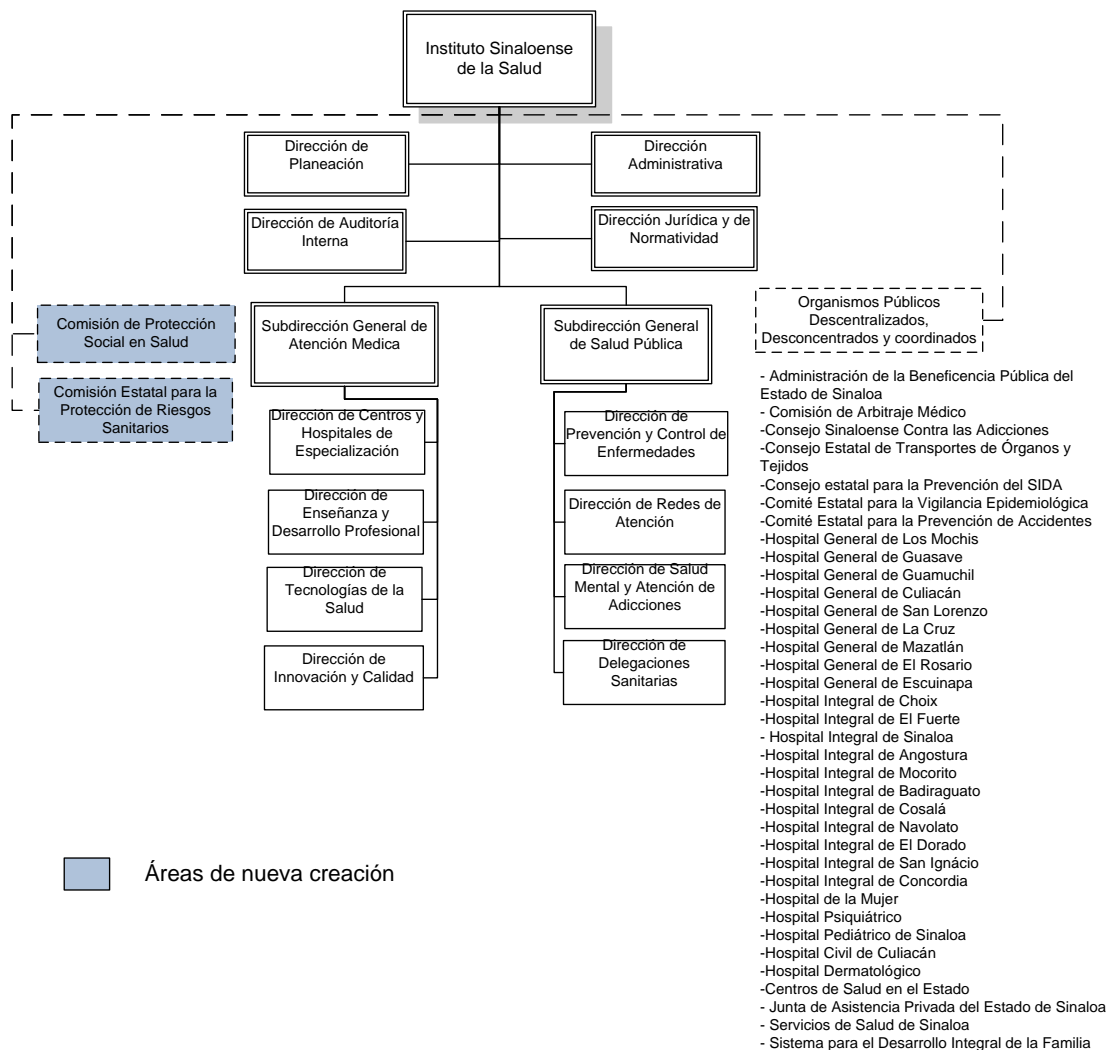 Instituto Sinaloense
de la Salud
Dirección de
Planeación
Dirección
Administrativa
Dirección de Auditoría
Interna
Dirección Jurídica y de
Normatividad
Comisión de Protección
Social en Salud
Subdirección General de
Atención Medica
Subdirección General
de Salud Pública
Organismos Públicos
Descentralizados,
Desconcentrados y coordinados
Comisión Estatal para la
Protección de Riesgos
Sanitarios
Dirección de Centros y
Hospitales de
Especialización
Dirección de
Enseñanza y
Desarrollo Profesional
Dirección de
Tecnologías de la
Salud
Dirección de
Innovación y Calidad
Dirección de
Prevención y Control de
Enfermedades
Dirección de Redes de
Atención
Dirección de Salud
Mental y Atención de
Adicciones
Dirección de
Delegaciones
Sanitarias
- Administración de la Beneficencia Pública del
Estado de Sinaloa
- Comisión de Arbitraje Médico
-Consejo Sinaloense Contra las Adicciones
-Consejo Estatal de Transportes de Órganos y
Tejidos
-Consejo estatal para la Prevención del SIDA
-Comité Estatal para la Vigilancia Epidemiológica
-Comité Estatal para la Prevención de Accidentes
-Hospital General de Los Mochis
-Hospital General de Guasave
-Hospital General de Guamuchil
-Hospital General de Culiacán
-Hospital General de San Lorenzo
-Hospital General de La Cruz
-Hospital General de Mazatlán
-Hospital General de El Rosario
-Hospital General de Escuinapa
-Hospital Integral de Choix
-Hospital Integral de El Fuerte
- Hospital Integral de Sinaloa
-Hospital Integral de Angostura
-Hospital Integral de Mocorito
-Hospital Integral de Badiraguato
-Hospital Integral de Cosalá
-Hospital Integral de Navolato
-Hospital Integral de El Dorado
-Hospital Integral de San Ignácio
-Hospital Integral de Concordia
-Hospital de la Mujer
-Hospital Psiquiátrico
-Hospital Pediátrico de Sinaloa
-Hospital Civil de Culiacán
-Hospital Dermatológico
-Centros de Salud en el Estado
- Junta de Asistencia Privada del Estado de Sinaloa
- Servicios de Salud de Sinaloa
- Sistema para el Desarrollo Integral de la Familia
Áreas de nueva creación